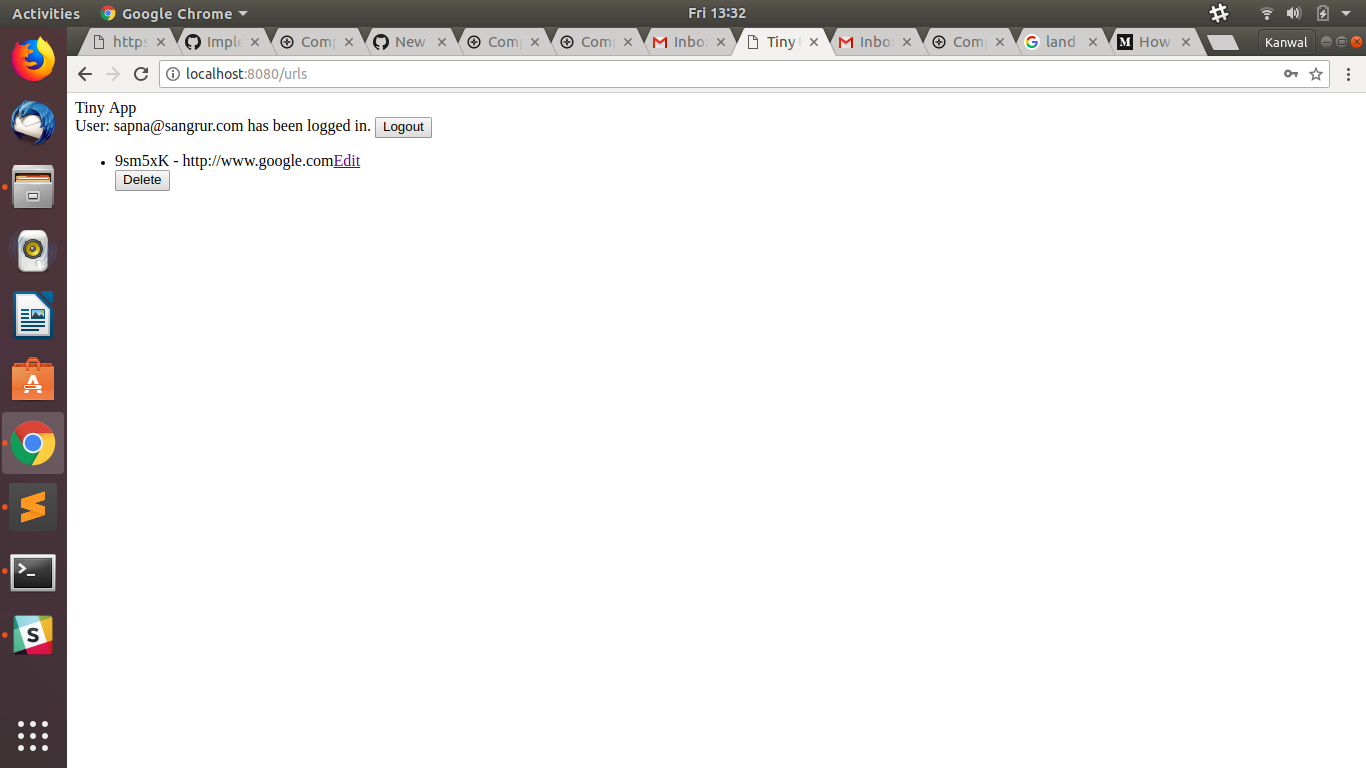 Activities Google Chrome Fri 13:32
https Imple Comp New Comp Comp Inbox Tiny Inbox Comp land How Kanwal
localhost:8080/urls
Tiny App
User: sapna@sangrur.com has been logged in. Logout
9sm5xK - http://www.google.comEdit
Delete